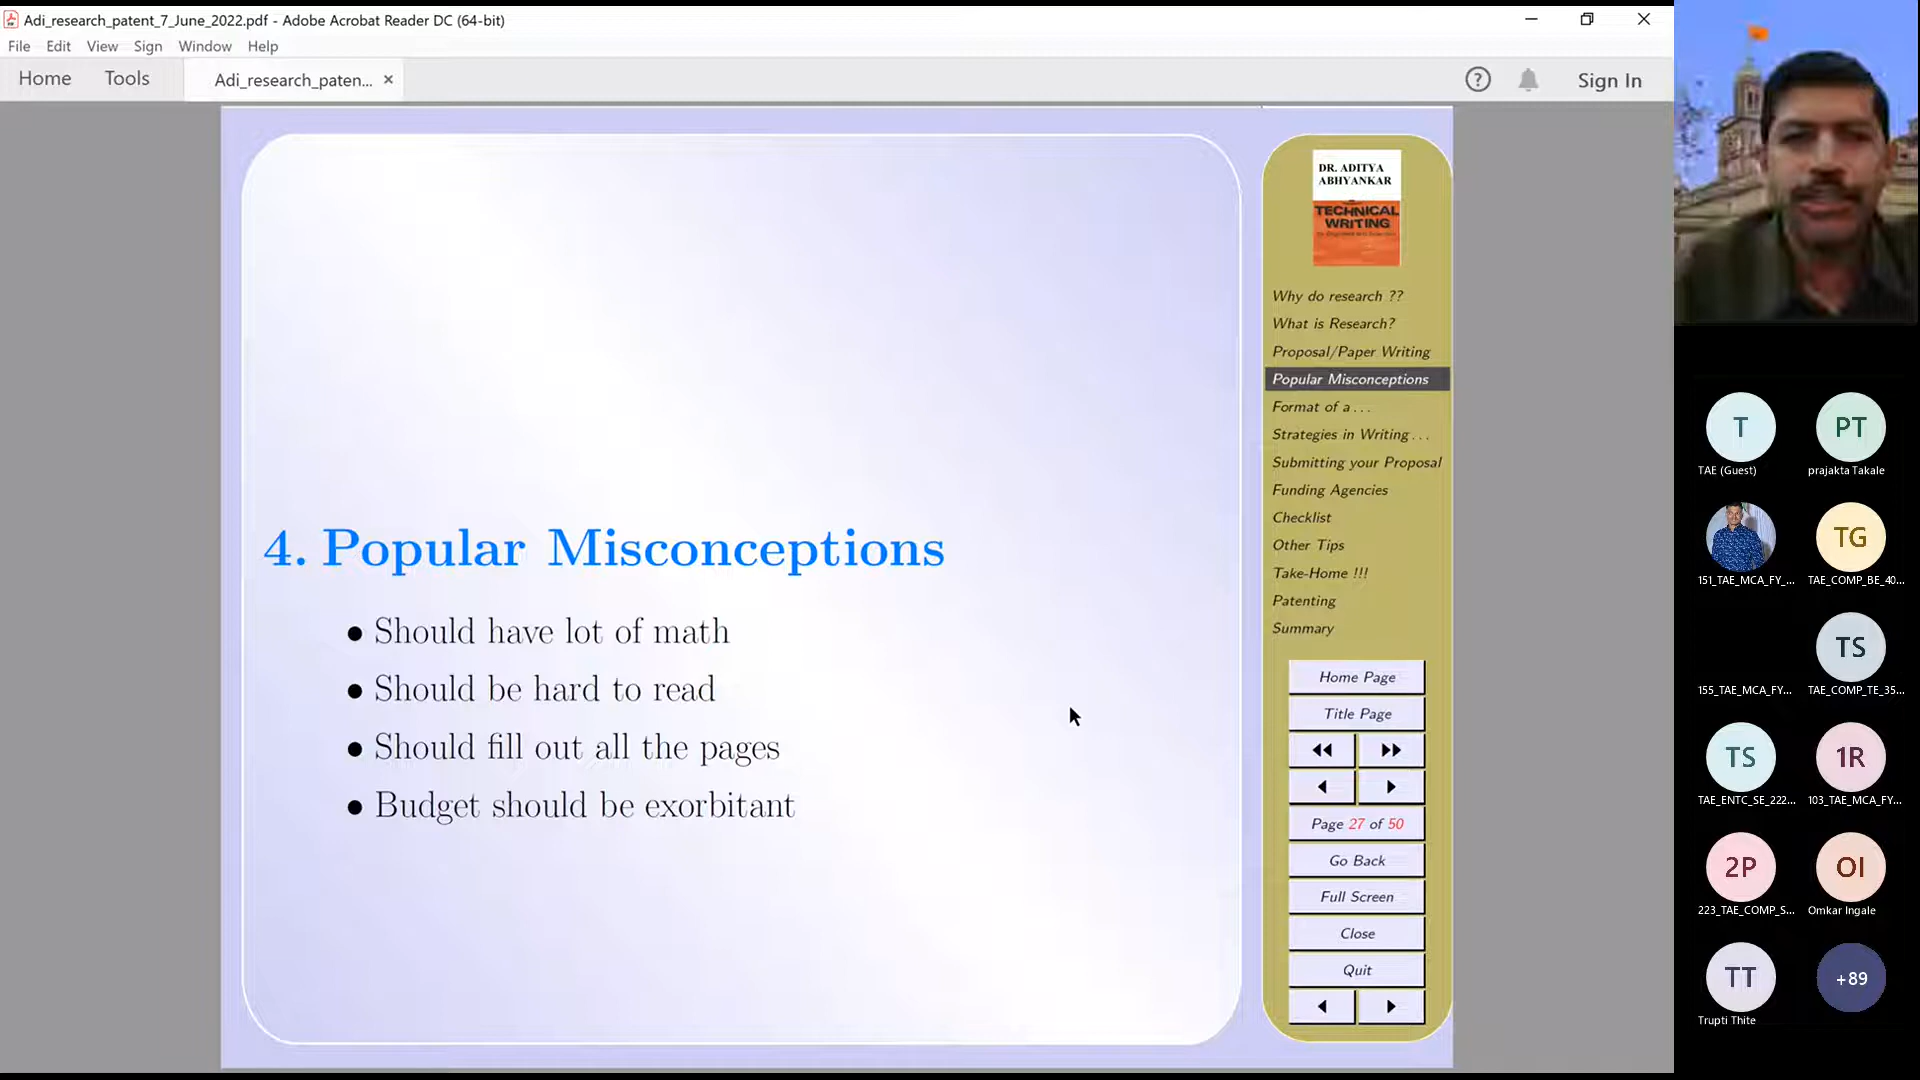 Adi_research_patent_7_June_2022.pdf - Adobe Acrobat Reader DC (64-bit)
File Edit View Sign Window Help
Home Tools Adi_research_paten... × ? Sign In
4. Popular Misconceptions
• Should have lot of math
• Should be hard to read
• Should fill out all the pages
• Budget should be exorbitant
DR. ADITYA
ABHYANKAR
TECHNICAL
WRITING
Why do research ??
What is Research?
Proposal/Paper Writing
Popular Misconceptions
Format of a . . .
Strategies in Writing . . .
Submitting your Proposal
Funding Agencies
Checklist
Other Tips
Take-Home !!!
Patenting
Summary
Home Page
Title Page
Page 27 of 50
Go Back
Full Screen
Close
Quit
T PT
TAE (Guest) prajakta Takale
TG
151_TAE_MCA_FY_... TAE_COMP_BE_40...
TS
155_TAE_MCA_FY... TAE_COMP_TE_35...
TS 1R
TAE_ENTC_SE_222... 103_TAE_MCA_FY...
2P OI
223_TAE_COMP_S... Omkar Ingale
TT +89
Trupti Thite